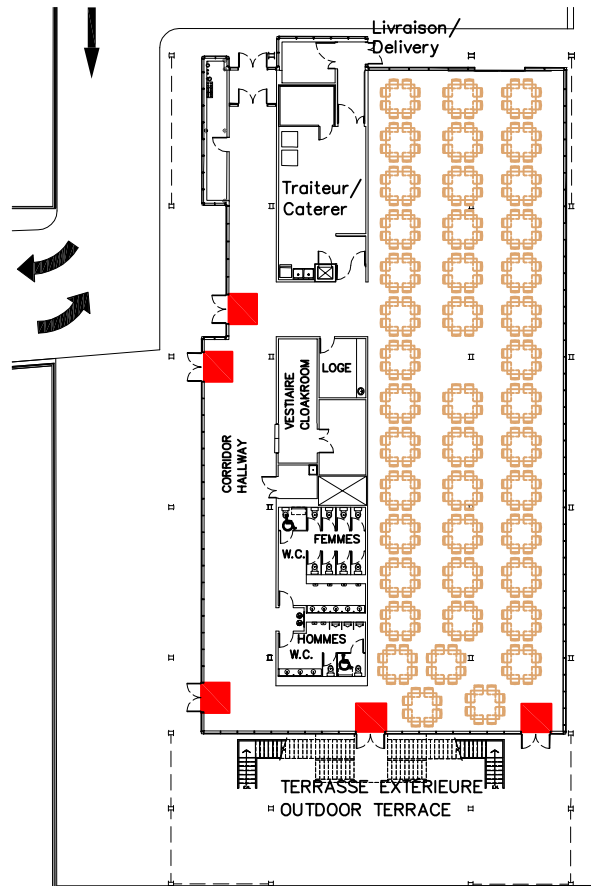 Livraison/
Delivery
Traiteur/
Caterer
LOGE
VESTIAIRE
CLOAKROOM
CORRIDOR
HALLWAY
FEMMES
W.C.
HOMMES
W.C.
TERRASSE EXTERIEURE
OUTDOOR TERRACE